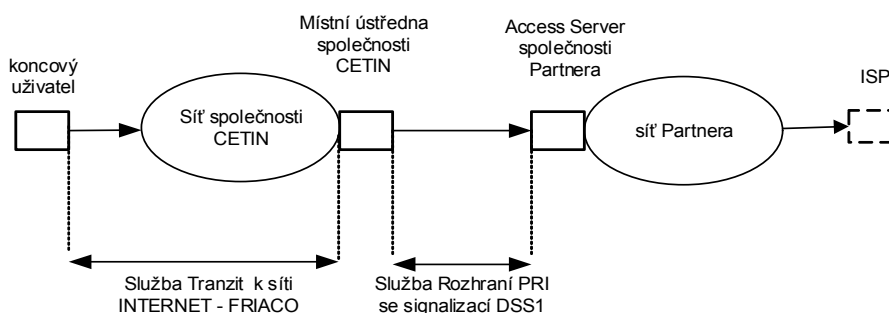 Místní ústředna
společnosti
CETIN
Access Server
společnosti
Partnera
koncový
uživatel
ISP
Síť společnosti
CETIN
síť Partnera
Služba Tranzit k síti
INTERNET - FRIACO
Služba Rozhraní PRI
se signalizací DSS1